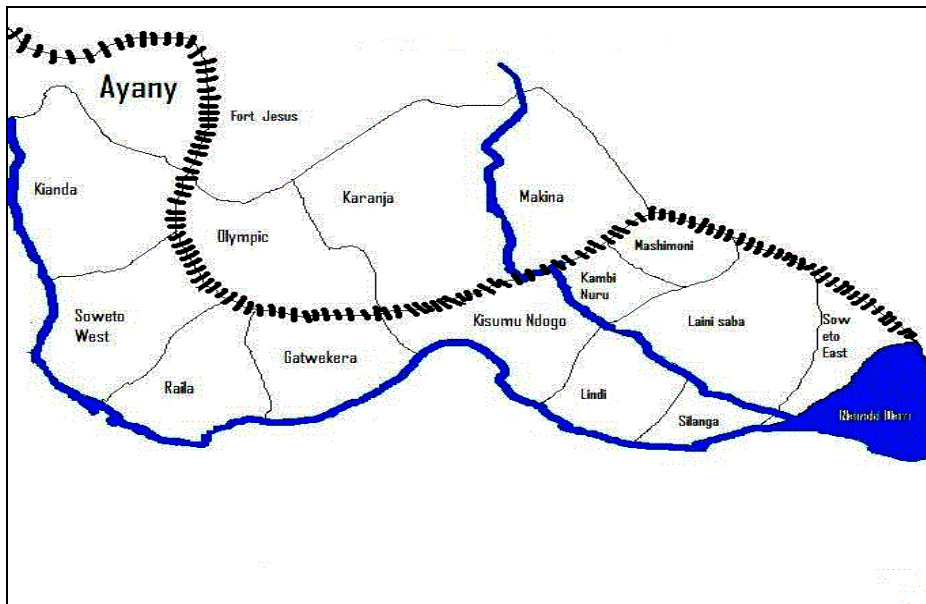 Ayany
Fort Jesus
Kianda
Karanja
Makina
Olympic
Mashimoni
Kambi
Nuru
Soweto
West
Kisumu Ndogo
Laini saba
Sow
eto
East
Gatwekera
Raila
Lindi
Silanga